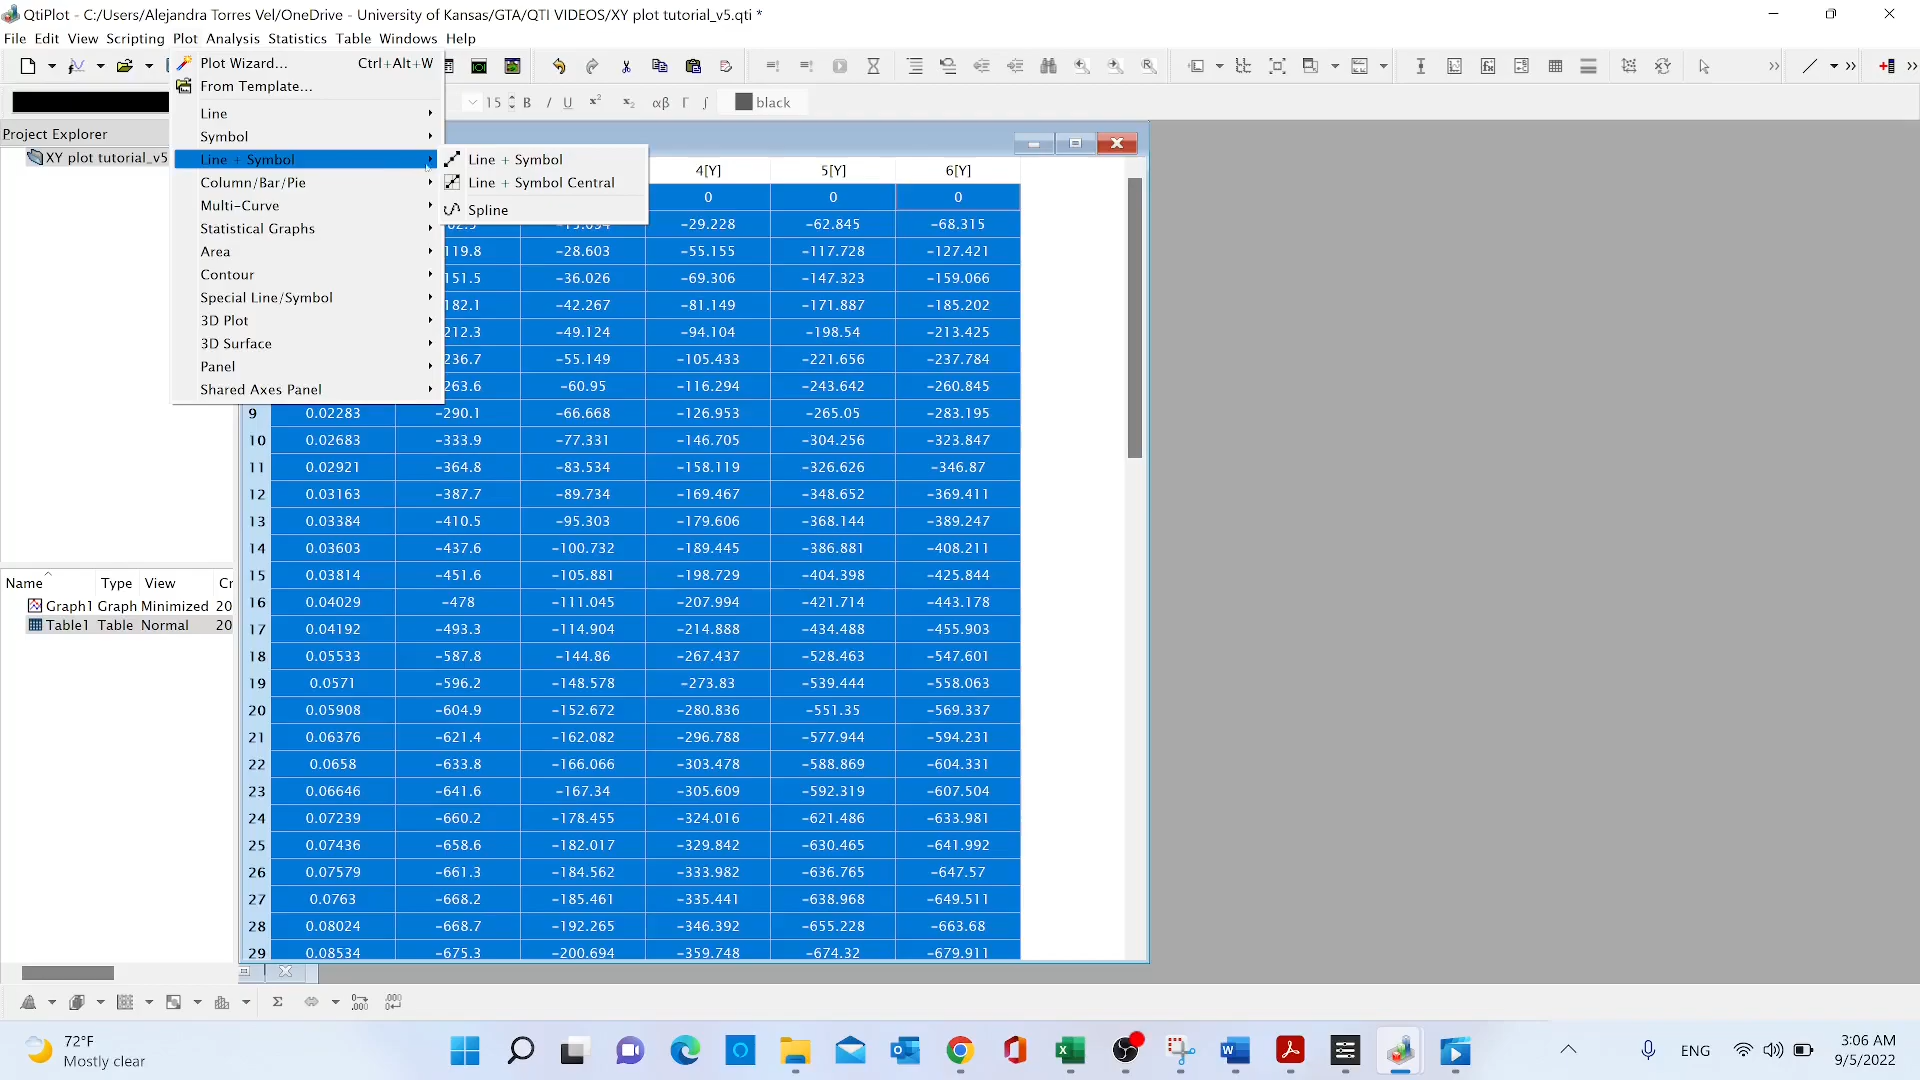 QtiPlot - C:/Users/Alejandra Torres Vel/OneDrive - University of Kansas/GTA/QTI VIDEOS/XY plot tutorial_v5.qti *
File Edit View Scripting Plot Analysis Statistics Table Windows Help
Plot Wizard... Ctrl+Alt+W
From Template...
Line
Symbol
Line + Symbol
Column/Bar/Pie
Multi-Curve
Statistical Graphs
Area
Contour
Special Line/Symbol
3D Plot
3D Surface
Panel
Shared Axes Panel
Line + Symbol
Line + Symbol Central
Spline
15 B I U x² x₂ αβ Γ ∫ black
Project Explorer
XY plot tutorial_v5
Name Type View Cr
Graph1 Graph Minimized 20
Table1 Table Normal 20
4[Y] 5[Y] 6[Y]
0 0 0
-29.228 -62.845 -68.315
119.8 -28.603 -55.155 -117.728 -127.421
151.5 -36.026 -69.306 -147.323 -159.066
182.1 -42.267 -81.149 -171.887 -185.202
212.3 -49.124 -94.104 -198.54 -213.425
236.7 -55.149 -105.433 -221.656 -237.784
263.6 -60.95 -116.294 -243.642 -260.845
9 0.02283 -290.1 -66.668 -126.953 -265.05 -283.195
10 0.02683 -333.9 -77.331 -146.705 -304.256 -323.847
11 0.02921 -364.8 -83.534 -158.119 -326.626 -346.87
12 0.03163 -387.7 -89.734 -169.467 -348.652 -369.411
13 0.03384 -410.5 -95.303 -179.606 -368.144 -389.247
14 0.03603 -437.6 -100.732 -189.445 -386.881 -408.211
15 0.03814 -451.6 -105.881 -198.729 -404.398 -425.844
16 0.04029 -478 -111.045 -207.994 -421.714 -443.178
17 0.04192 -493.3 -114.904 -214.888 -434.488 -455.903
18 0.05533 -587.8 -144.86 -267.437 -528.463 -547.601
19 0.0571 -596.2 -148.578 -273.83 -539.444 -558.063
20 0.05908 -604.9 -152.672 -280.836 -551.35 -569.337
21 0.06376 -621.4 -162.082 -296.788 -577.944 -594.231
22 0.0658 -633.8 -166.066 -303.478 -588.869 -604.331
23 0.06646 -641.6 -167.34 -305.609 -592.319 -607.504
24 0.07239 -660.2 -178.455 -324.016 -621.486 -633.981
25 0.07436 -658.6 -182.017 -329.842 -630.465 -641.992
26 0.07579 -661.3 -184.562 -333.982 -636.765 -647.57
27 0.0763 -668.2 -185.461 -335.441 -638.968 -649.511
28 0.08024 -668.7 -192.265 -346.392 -655.228 -663.68
29 0.08534 -675.3 -200.694 -359.748 -674.32 -679.911
72°F
Mostly clear
ENG
3:06 AM
9/5/2022